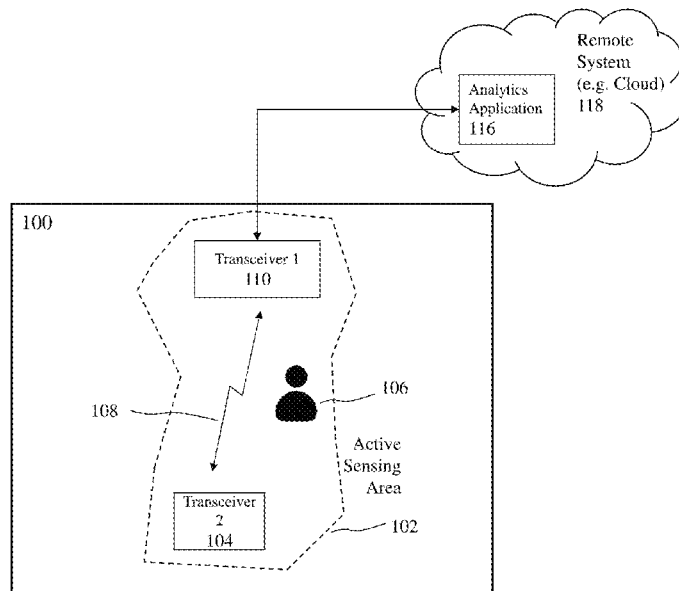 Remote
System
(e.g. Cloud)
118
Analytics
Application
116
100
Transceiver 1
110
106
108
Active
Sensing
Area
Transceiver
2
104
102